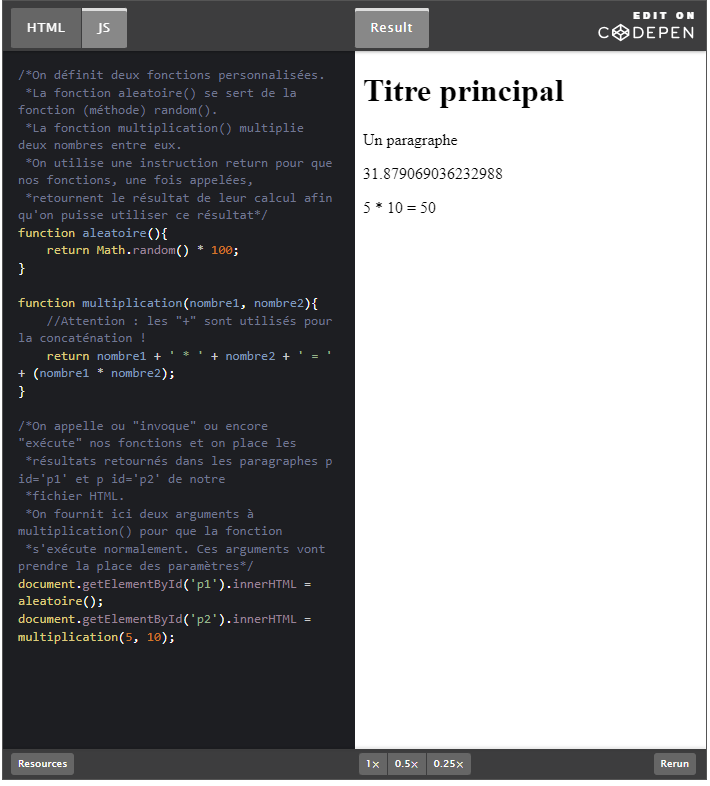 HTML JS Result EDIT ON
CODEPEN
/*On définit deux fonctions personnalisées.
*La fonction aleatoire() se sert de la
fonction (méthode) random().
*La fonction multiplication() multiplie
deux nombres entre eux.
*On utilise une instruction return pour que
nos fonctions, une fois appelées,
*retournent le résultat de leur calcul afin
qu'on puisse utiliser ce résultat*/
function aleatoire(){
return Math.random() * 100;
}
function multiplication(nombre1, nombre2){
//Attention : les "+" sont utilisés pour
la concaténation !
return nombre1 + ' * ' + nombre2 + ' = '
+ (nombre1 * nombre2);
}
/*On appelle ou "invoque" ou encore
"exécute" nos fonctions et on place les
*résultats retournés dans les paragraphes p
id='p1' et p id='p2' de notre
*fichier HTML.
*On fournit ici deux arguments à
multiplication() pour que la fonction
*s'exécute normalement. Ces arguments vont
prendre la place des paramètres*/
document.getElementById('p1').innerHTML =
aleatoire();
document.getElementById('p2').innerHTML =
multiplication(5, 10);
Titre principal
Un paragraphe
31.879069036232988
5 * 10 = 50
Resources 1x 0.5x 0.25x Rerun